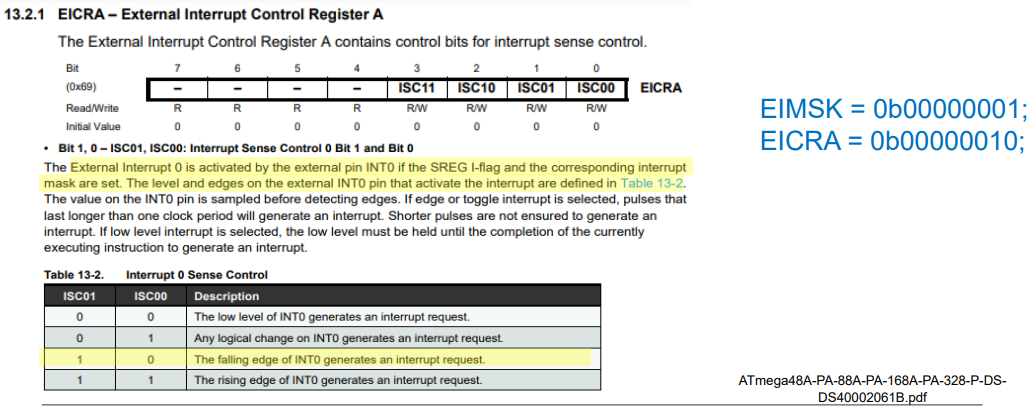 13.2.1 EICRA – External Interrupt Control Register A
The External Interrupt Control Register A contains control bits for interrupt sense control.
Bit 7 6 5 4 3 2 1 0
(0x69) – – – – ISC11 ISC10 ISC01 ISC00 EICRA
Read/Write R R R R R/W R/W R/W R/W
Initial Value 0 0 0 0 0 0 0 0
• Bit 1, 0 – ISC01, ISC00: Interrupt Sense Control 0 Bit 1 and Bit 0
The External Interrupt 0 is activated by the external pin INT0 if the SREG I-flag and the corresponding interrupt
mask are set. The level and edges on the external INT0 pin that activate the interrupt are defined in Table 13-2.
The value on the INT0 pin is sampled before detecting edges. If edge or toggle interrupt is selected, pulses that
last longer than one clock period will generate an interrupt. Shorter pulses are not ensured to generate an
interrupt. If low level interrupt is selected, the low level must be held until the completion of the currently
executing instruction to generate an interrupt.
Table 13-2. Interrupt 0 Sense Control
ISC01 ISC00 Description
0 0 The low level of INT0 generates an interrupt request.
0 1 Any logical change on INT0 generates an interrupt request.
1 0 The falling edge of INT0 generates an interrupt request.
1 1 The rising edge of INT0 generates an interrupt request.
EIMSK = 0b00000001;
EICRA = 0b00000010;
ATmega48A-PA-88A-PA-168A-PA-328-P-DS-
DS40002061B.pdf